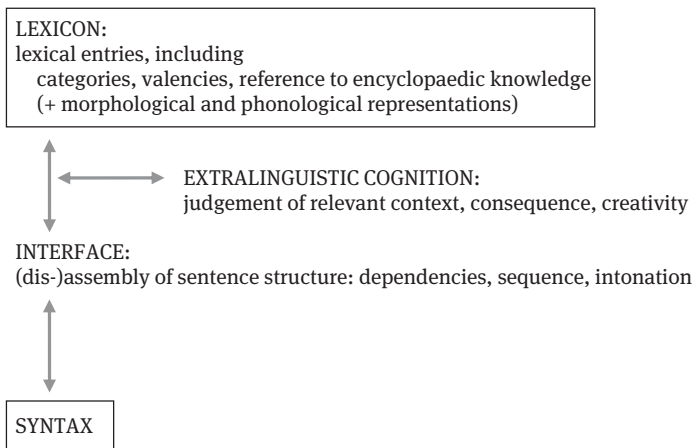 LEXICON:
lexical entries, including
categories, valencies, reference to encyclopaedic knowledge
(+ morphological and phonological representations)
EXTRALINGUISTIC COGNITION:
judgement of relevant context, consequence, creativity
INTERFACE:
(dis-)assembly of sentence structure: dependencies, sequence, intonation
SYNTAX